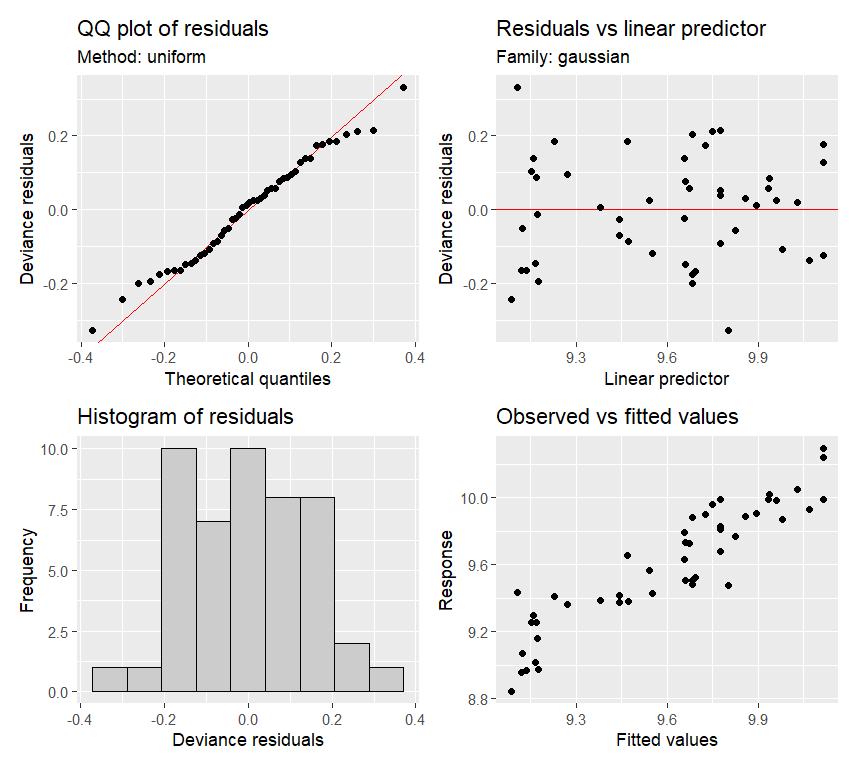 QQ plot of residuals
Method: uniform
0.2
0.0
-0.2
-0.4
-0.2
0.0
0.2
0.4
Deviance residuals
Theoretical quantiles
Residuals vs linear predictor
Family: gaussian
0.2
0.0
-0.2
9.3
9.6
9.9
Deviance residuals
Linear predictor
Histogram of residuals
10.0
7.5
5.0
2.5
0.0
-0.4
-0.2
0.0
0.2
0.4
Frequency
Deviance residuals
Observed vs fitted values
10.0
9.6
9.2
8.8
9.3
9.6
9.9
Response
Fitted values